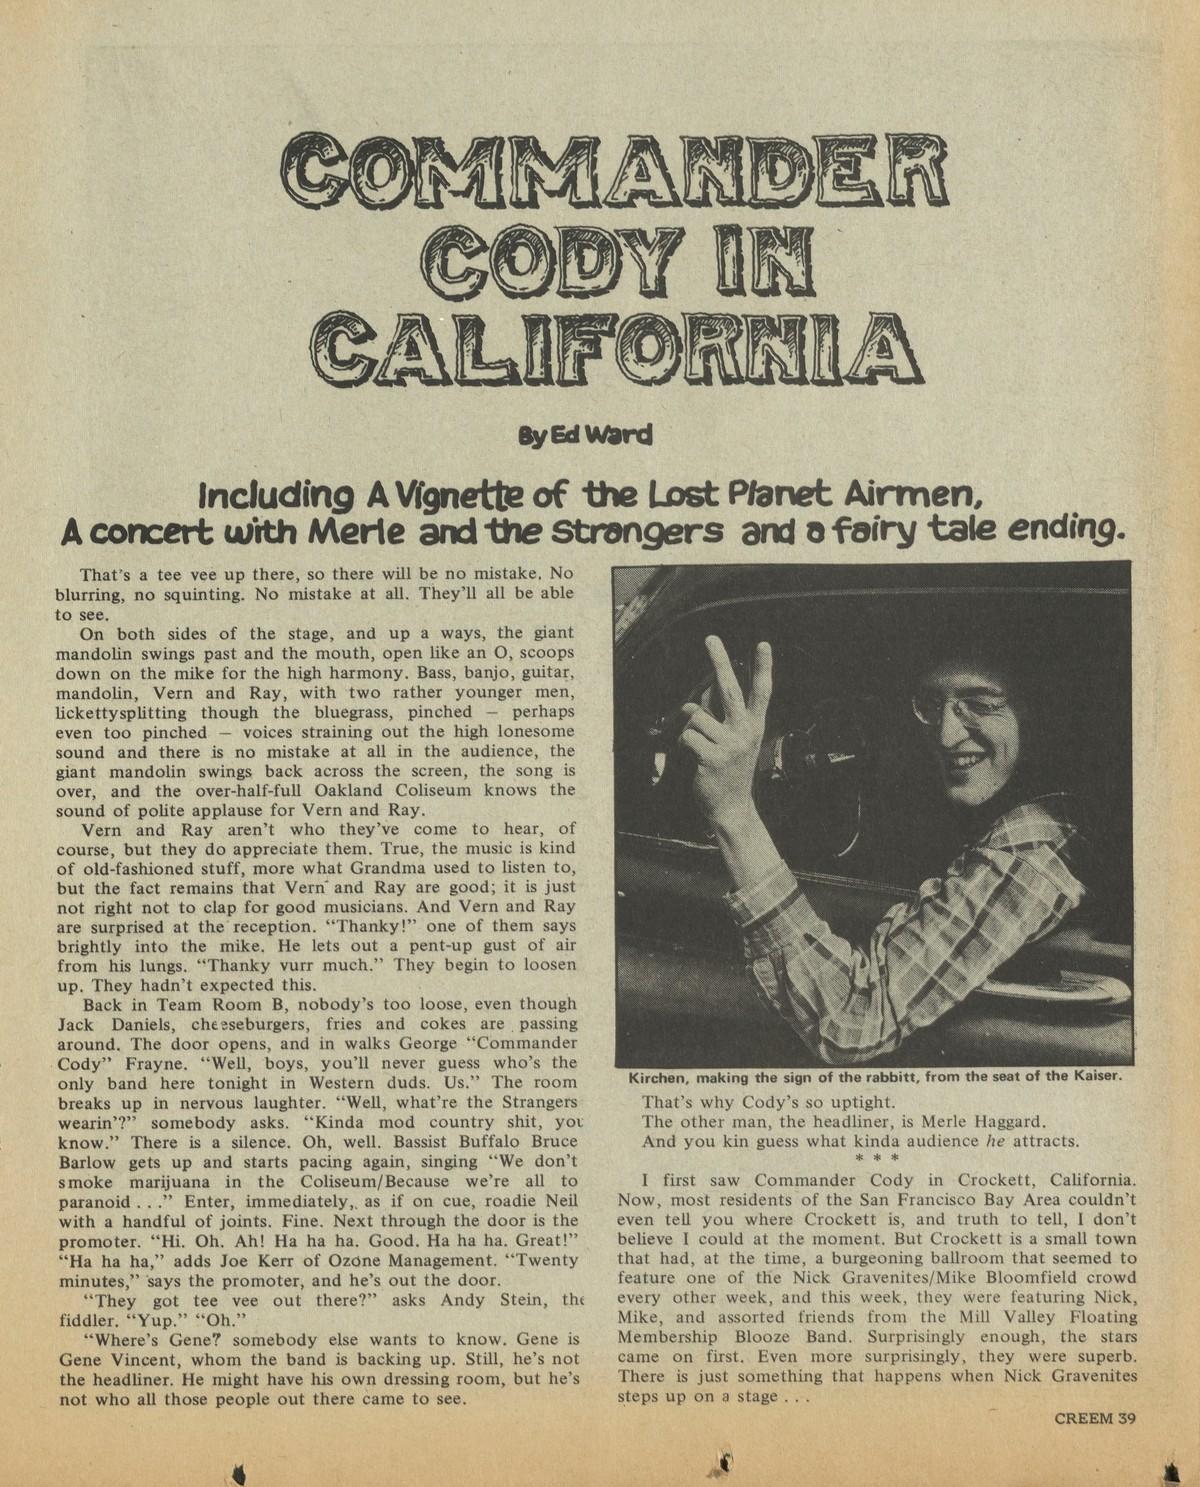 COMMANDER
CODY IN
CALIFORNIA
By Ed Ward
Including A Vignette of the Lost Planet Airmen,
A concert with Merle and the Strangers and a fairy tale ending.
That's a tee vee up there, so there will be no mistake. No
blurring, no squinting. No mistake at all. They'll all be able
to see.
On both sides of the stage, and up a ways, the giant
mandolin swings past and the mouth, open like an O, scoops
down on the mike for the high harmony. Bass, banjo, guitar,
mandolin, Vern and Ray, with two rather younger men,
lickettysplitting though the bluegrass, pinched — perhaps
even too pinched — voices straining out the high lonesome
sound and there is no mistake at all in the audience, the
giant mandolin swings back across the screen, the song is
over, and the over-half-full Oakland Coliseum knows the
sound of polite applause for Vern and Ray.
Vern and Ray aren't who they've come to hear, of
course, but they do appreciate them. True, the music is kind
of old-fashioned stuff, more what Grandma used to listen to,
but the fact remains that Vern and Ray are good; it is just
not right not to clap for good musicians. And Vern and Ray
are surprised at the reception. “Thanky!” one of them says
brightly into the mike. He lets out a pent-up gust of air
from his lungs. “Thanky vurr much.” They begin to loosen
up. They hadn't expected this.
Back in Team Room B, nobody's too loose, even though
Jack Daniels, cheeseburgers, fries and cokes are passing
around. The door opens, and in walks George “Commander
Cody” Frayne. “Well, boys, you'll never guess who's the
only band here tonight in Western duds. Us.” The room
breaks up in nervous laughter. “Well, what're the Strangers
wearin'?” somebody asks. “Kinda mod country shit, you
know.” There is a silence. Oh, well. Bassist Buffalo Bruce
Barlow gets up and starts pacing again, singing “We don't
smoke marijuana in the Coliseum/Because we're all to
paranoid . . .” Enter, immediately, as if on cue, roadie Neil
with a handful of joints. Fine. Next through the door is the
promoter. “Hi. Oh. Ah! Ha ha ha. Good. Ha ha ha. Great!”
“Ha ha ha,” adds Joe Kerr of Ozone Management. “Twenty
minutes,” says the promoter, and he's out the door.
“They got tee vee out there?” asks Andy Stein, the
fiddler. “Yup.” “Oh.”
“Where's Gene? somebody else wants to know. Gene is
Gene Vincent, whom the band is backing up. Still, he's not
the headliner. He might have his own dressing room, but he's
not who all those people out there came to see.
Kirchen, making the sign of the rabbitt, from the seat of the Kaiser.
That's why Cody's so uptight.
The other man, the headliner, is Merle Haggard.
And you kin guess what kinda audience he attracts.
* * *
I first saw Commander Cody in Crockett, California.
Now, most residents of the San Francisco Bay Area couldn't
even tell you where Crockett is, and truth to tell, I don't
believe I could at the moment. But Crockett is a small town
that had, at the time, a burgeoning ballroom that seemed to
feature one of the Nick Gravenites/Mike Bloomfield crowd
every other week, and this week, they were featuring Nick,
Mike, and assorted friends from the Mill Valley Floating
Membership Blooze Band. Surprisingly enough, the stars
came on first. Even more surprisingly, they were superb.
There is just something that happens when Nick Gravenites
steps up on a stage . . .
CREEM 39